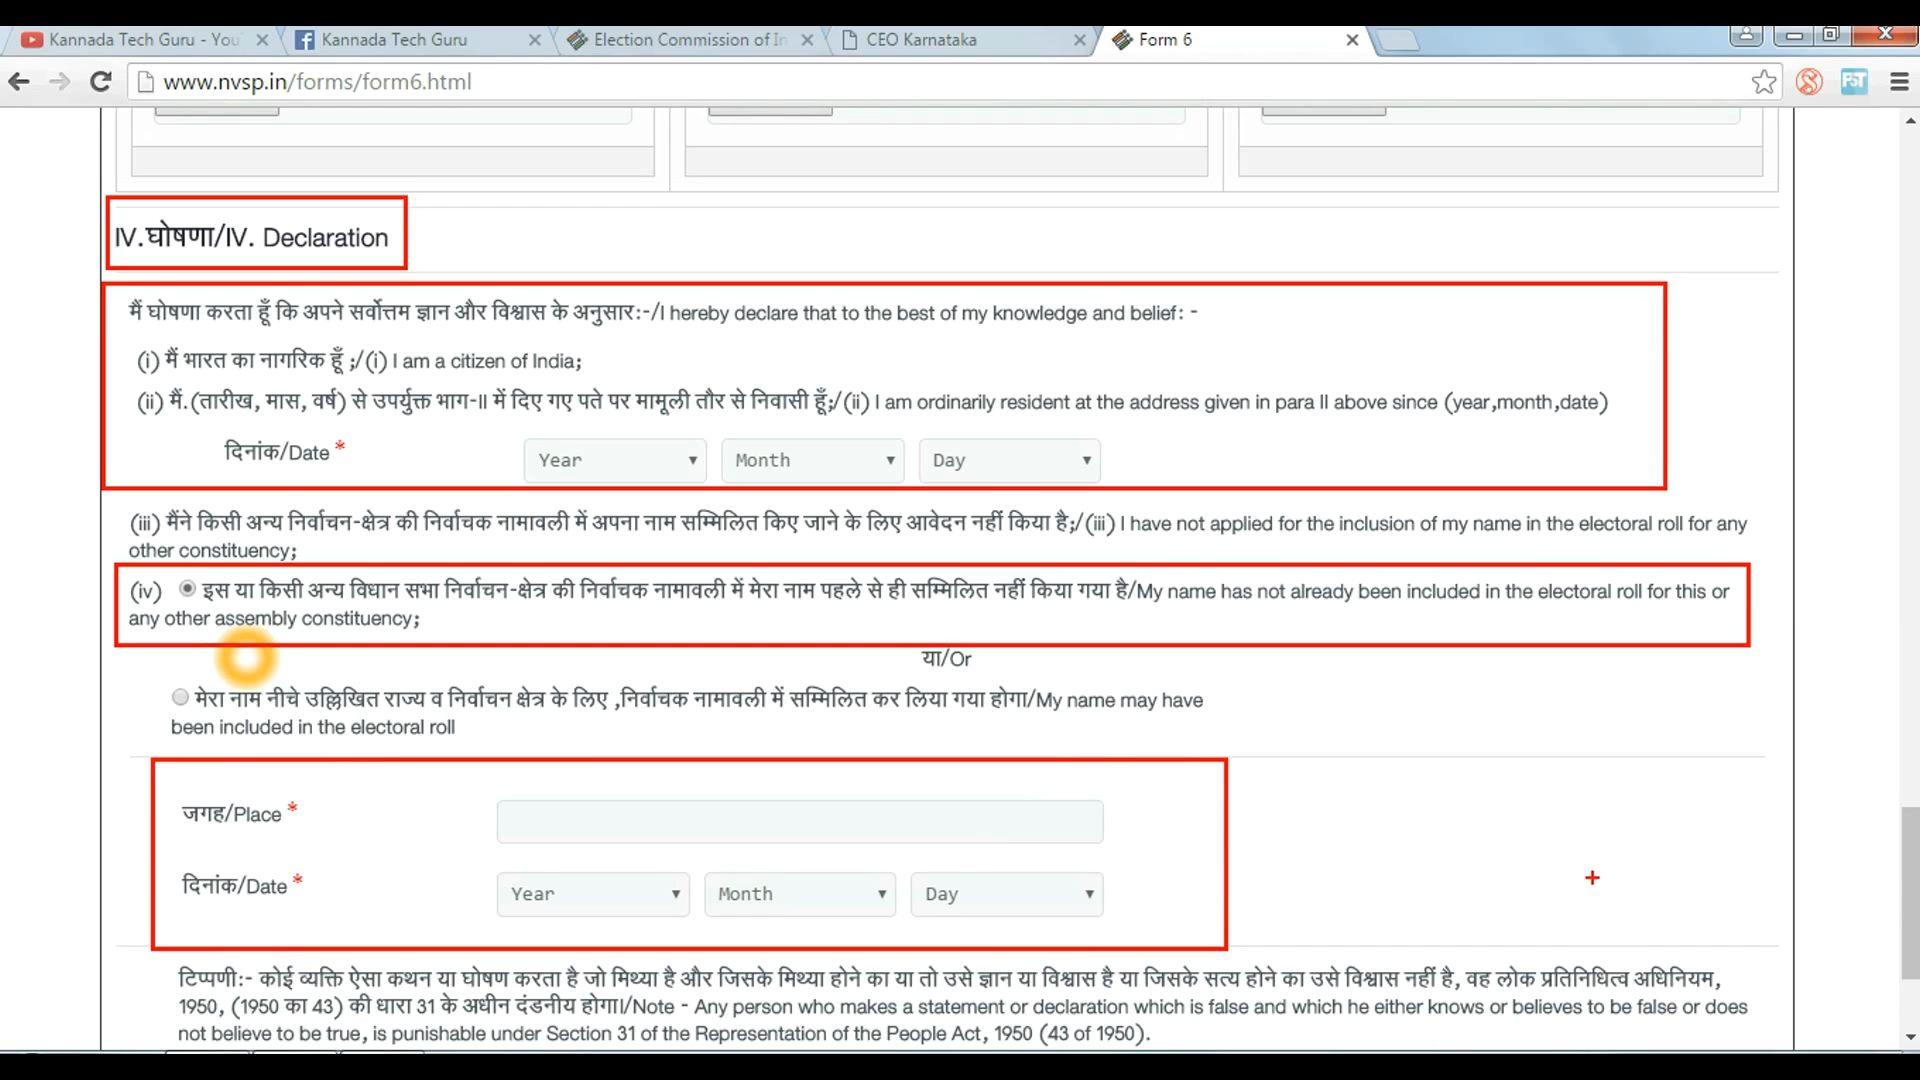 Kannada Tech Guru - You
Kannada Tech Guru
Election Commission of In
CEO Karnataka
Form 6
www.nvsp.in/forms/form6.html
IV.घोषणा/IV. Declaration
मैं घोषणा करता हूँ कि अपने सर्वोत्तम ज्ञान और विश्वास के अनुसार:-/I hereby declare that to the best of my knowledge and belief: -
(i) मैं भारत का नागरिक हूँ ;/(i) I am a citizen of India;
(ii) मैं.(तारीख, मास, वर्ष) से उपर्युक्त भाग-II में दिए गए पते पर मामूली तौर से निवासी हूँ;/(ii) I am ordinarily resident at the address given in para II above since (year,month,date)
दिनांक/Date *
Year
Month
Day
(iii) मैंने किसी अन्य निर्वाचन-क्षेत्र की निर्वाचक नामावली में अपना नाम सम्मिलित किए जाने के लिए आवेदन नहीं किया है;/(iii) I have not applied for the inclusion of my name in the electoral roll for any
other constituency;
(iv) इस या किसी अन्य विधान सभा निर्वाचन-क्षेत्र की निर्वाचक नामावली में मेरा नाम पहले से ही सम्मिलित नहीं किया गया है/My name has not already been included in the electoral roll for this or
any other assembly constituency;
या/Or
मेरा नाम नीचे उल्लिखित राज्य व निर्वाचन क्षेत्र के लिए ,निर्वाचक नामावली में सम्मिलित कर लिया गया होगा/My name may have
been included in the electoral roll
जगह/Place *
दिनांक/Date *
Year
Month
Day
टिप्पणी:- कोई व्यक्ति ऐसा कथन या घोषण करता है जो मिथ्या है और जिसके मिथ्या होने का या तो उसे ज्ञान या विश्वास है या जिसके सत्य होने का उसे विश्वास नहीं है, वह लोक प्रतिनिधित्व अधिनियम,
1950, (1950 का 43) की धारा 31 के अधीन दंडनीय होगा।/Note - Any person who makes a statement or declaration which is false and which he either knows or believes to be false or does
not believe to be true, is punishable under Section 31 of the Representation of the People Act, 1950 (43 of 1950).